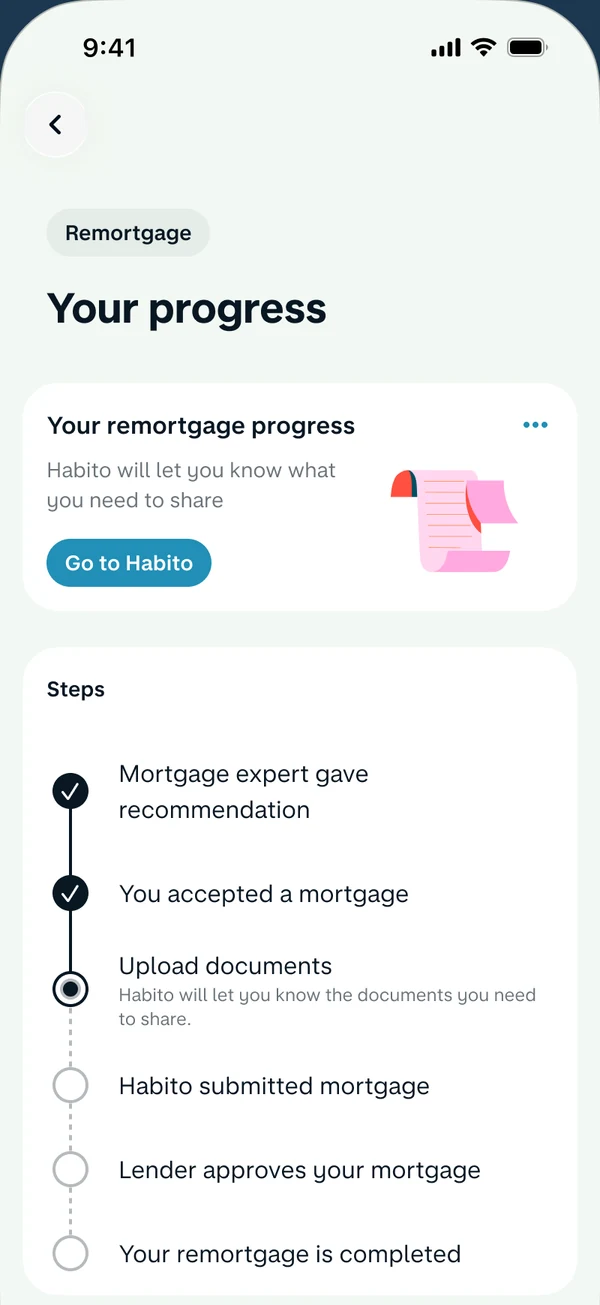 9:41
Remortgage
Your progress
Your remortgage progress
Habito will let you know what
you need to share
Go to Habito
Steps
Mortgage expert gave
recommendation
You accepted a mortgage
Upload documents
Habito will let you know the documents you need
to share.
Habito submitted mortgage
Lender approves your mortgage
Your remortgage is completed